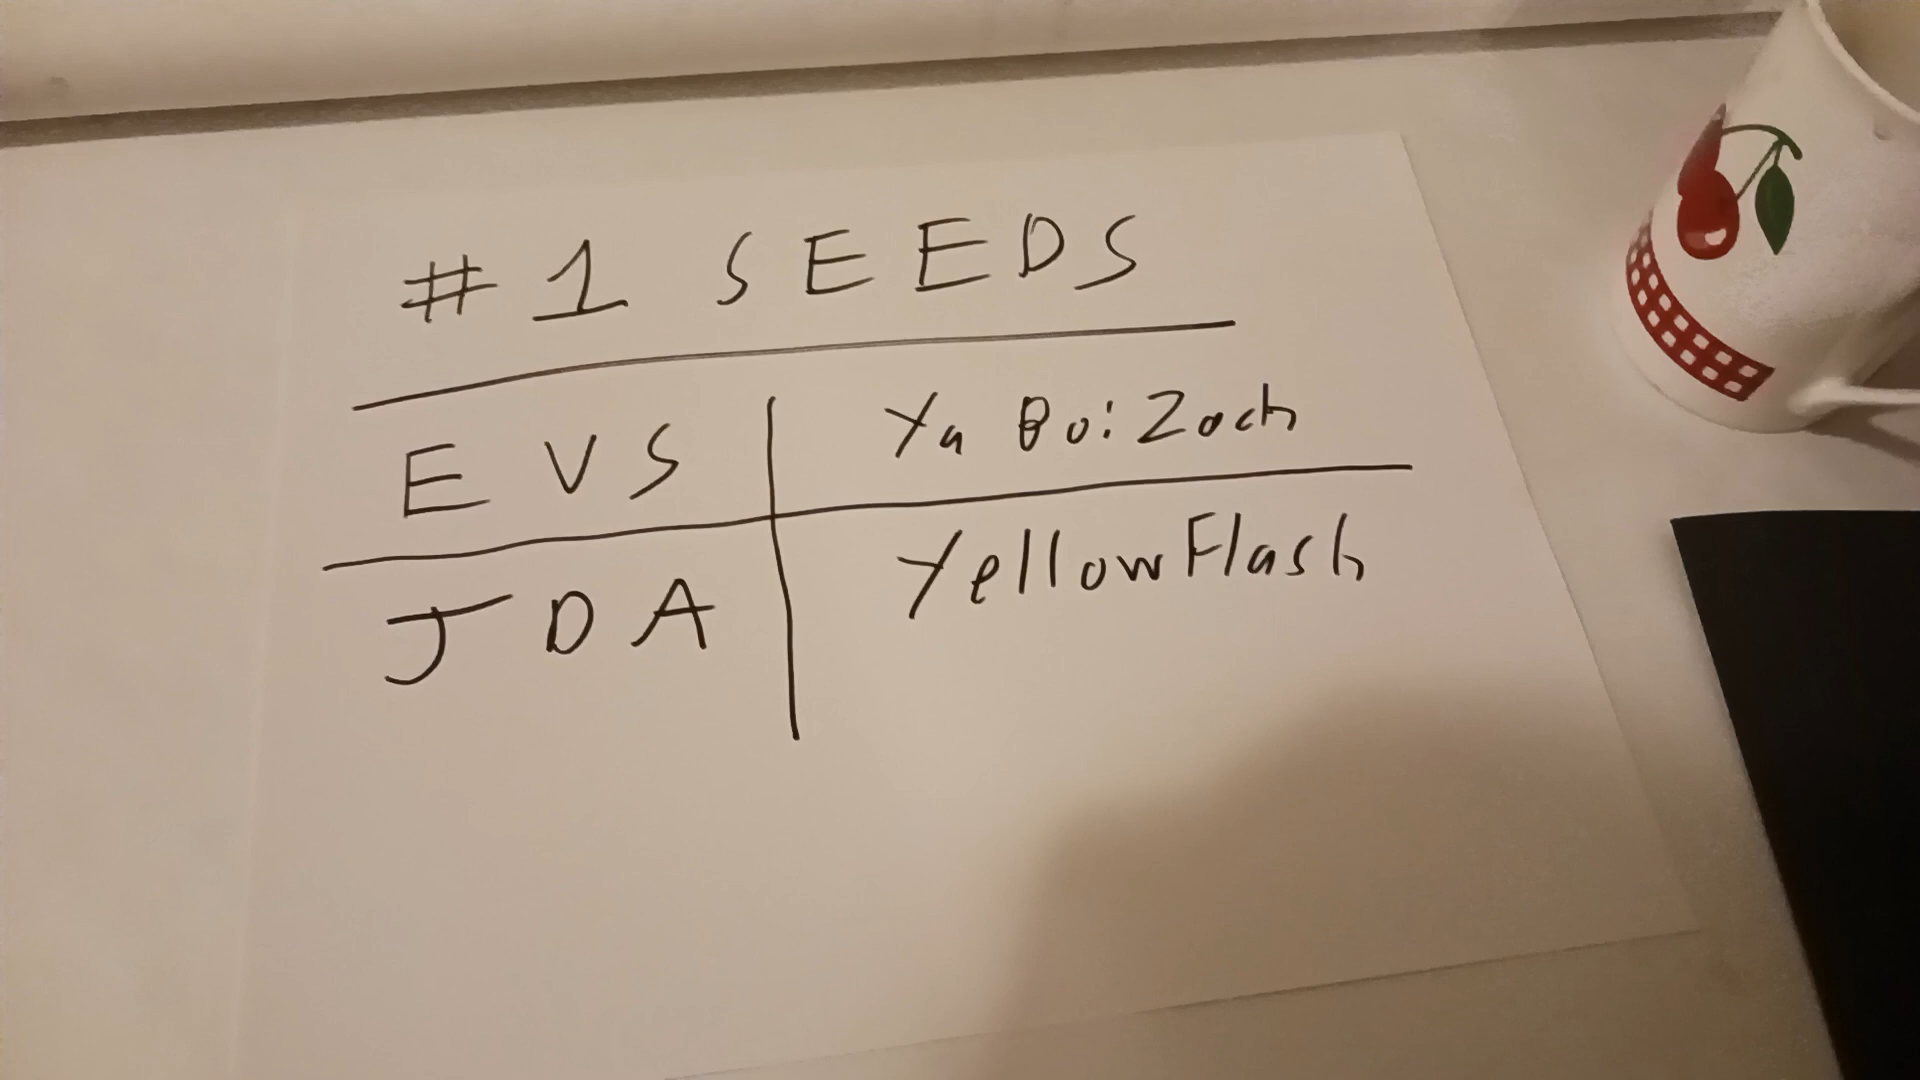 #1 SEEDS
EVS
Ya Boi Zach
JDA
YellowFlash